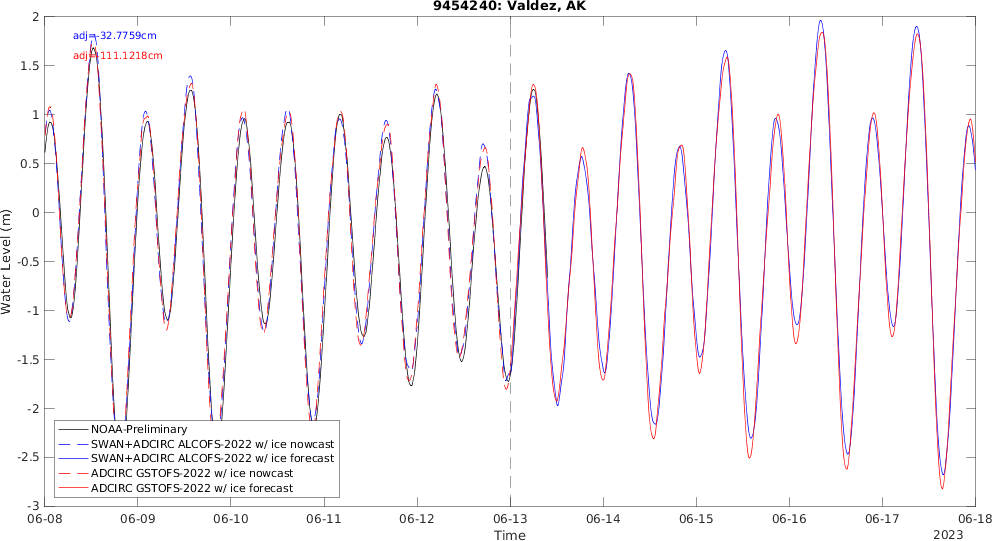 9454240: Valdez, AK
adj=-32.7759cm
adj=-111.1218cm
Water Level (m)
2
1.5
1
0.5
0
-0.5
-1
-1.5
-2
-2.5
-3
NOAA-Preliminary
SWAN+ADCIRC ALCOFS-2022 w/ ice nowcast
SWAN+ADCIRC ALCOFS-2022 w/ ice forecast
ADCIRC GSTOFS-2022 w/ ice nowcast
ADCIRC GSTOFS-2022 w/ ice forecast
06-08 06-09 06-10 06-11 06-12 06-13 06-14 06-15 06-16 06-17 06-18
Time
2023